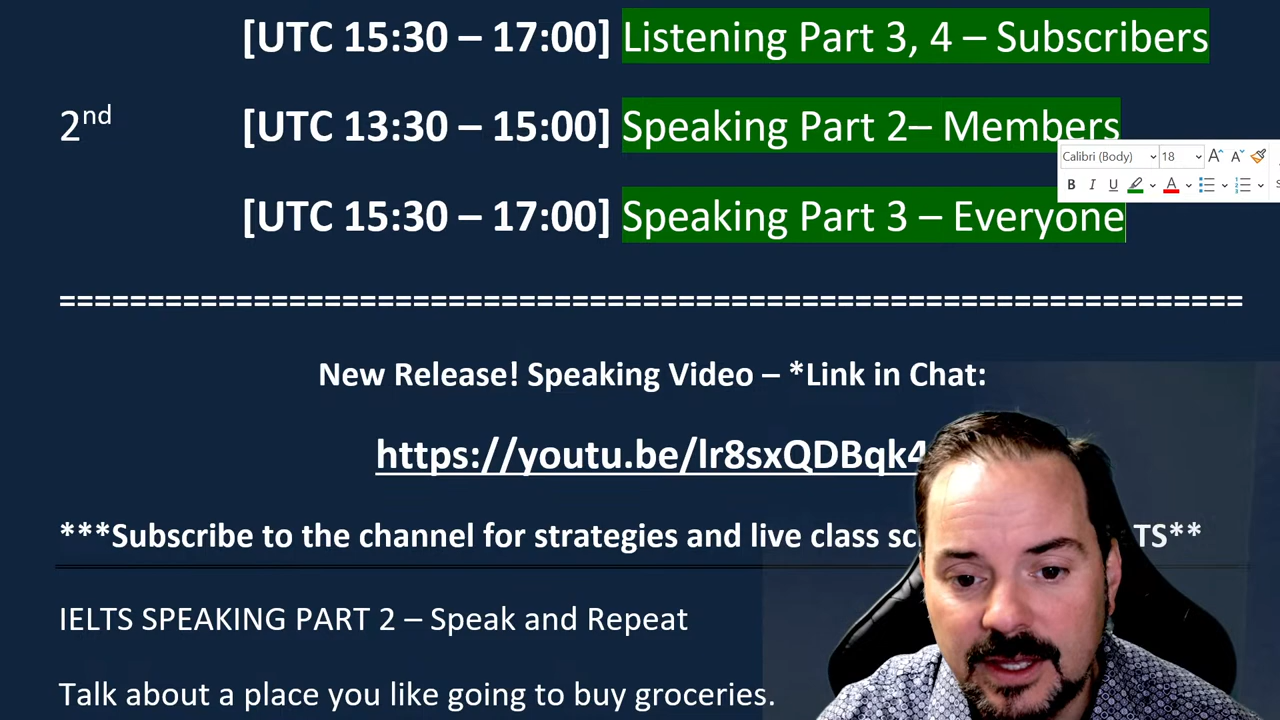 [UTC 15:30 – 17:00] Listening Part 3, 4 – Subscribers
2nd [UTC 13:30 – 15:00] Speaking Part 2– Members
Calibri (Body) 18
B I U
[UTC 15:30 – 17:00] Speaking Part 3 – Everyone
===================================================================
New Release! Speaking Video – *Link in Chat:
https://youtu.be/lr8sxQDBqk4
***Subscribe to the channel for strategies and live class sc TS**
IELTS SPEAKING PART 2 – Speak and Repeat
Talk about a place you like going to buy groceries.